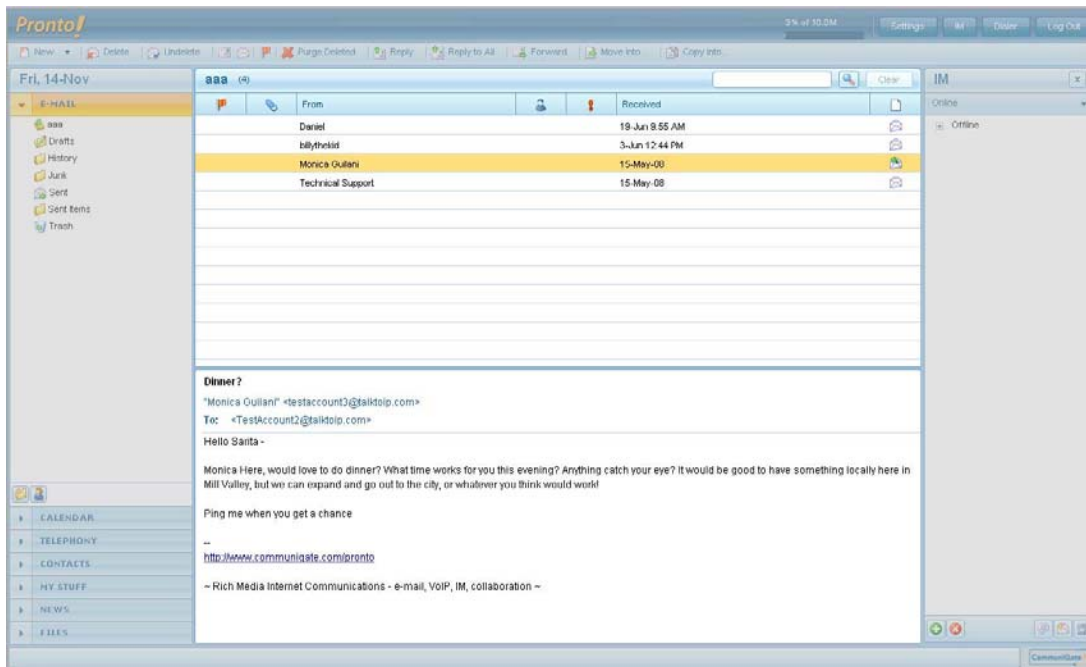 Pronto!
3% of 10.0M
Settings IM Dialer Log Out
New Delete Undelete Purge Deleted Reply Reply to All Forward Move Into Copy Into
Fri, 14-Nov
aaa (4)
Clear
IM
E-MAIL
From Received
Online
aaa
Daniel 19-Jun 9:55 AM
Offline
Drafts
billythekid 3-Jun 12:44 PM
History
Monica Guilani 15-May-08
Junk
Technical Support 15-May-08
Sent
Sent Items
Trash
Dinner?
"Monica Guilani" <testaccount3@talktoip.com>
To: <TestAccount2@talktoip.com>
Hello Sarita -
Monica Here, would love to do dinner? What time works for you this evening? Anything catch your eye? It would be good to have something locally here in
Mill Valley, but we can expand and go out to the city, or whatever you think would work!
Ping me when you get a chance
--
http://www.communigate.com/pronto
~ Rich Media Internet Communications - e-mail, VoIP, IM, collaboration ~
CALENDAR
TELEPHONY
CONTACTS
MY STUFF
NEWS
FILES
CommuniGate